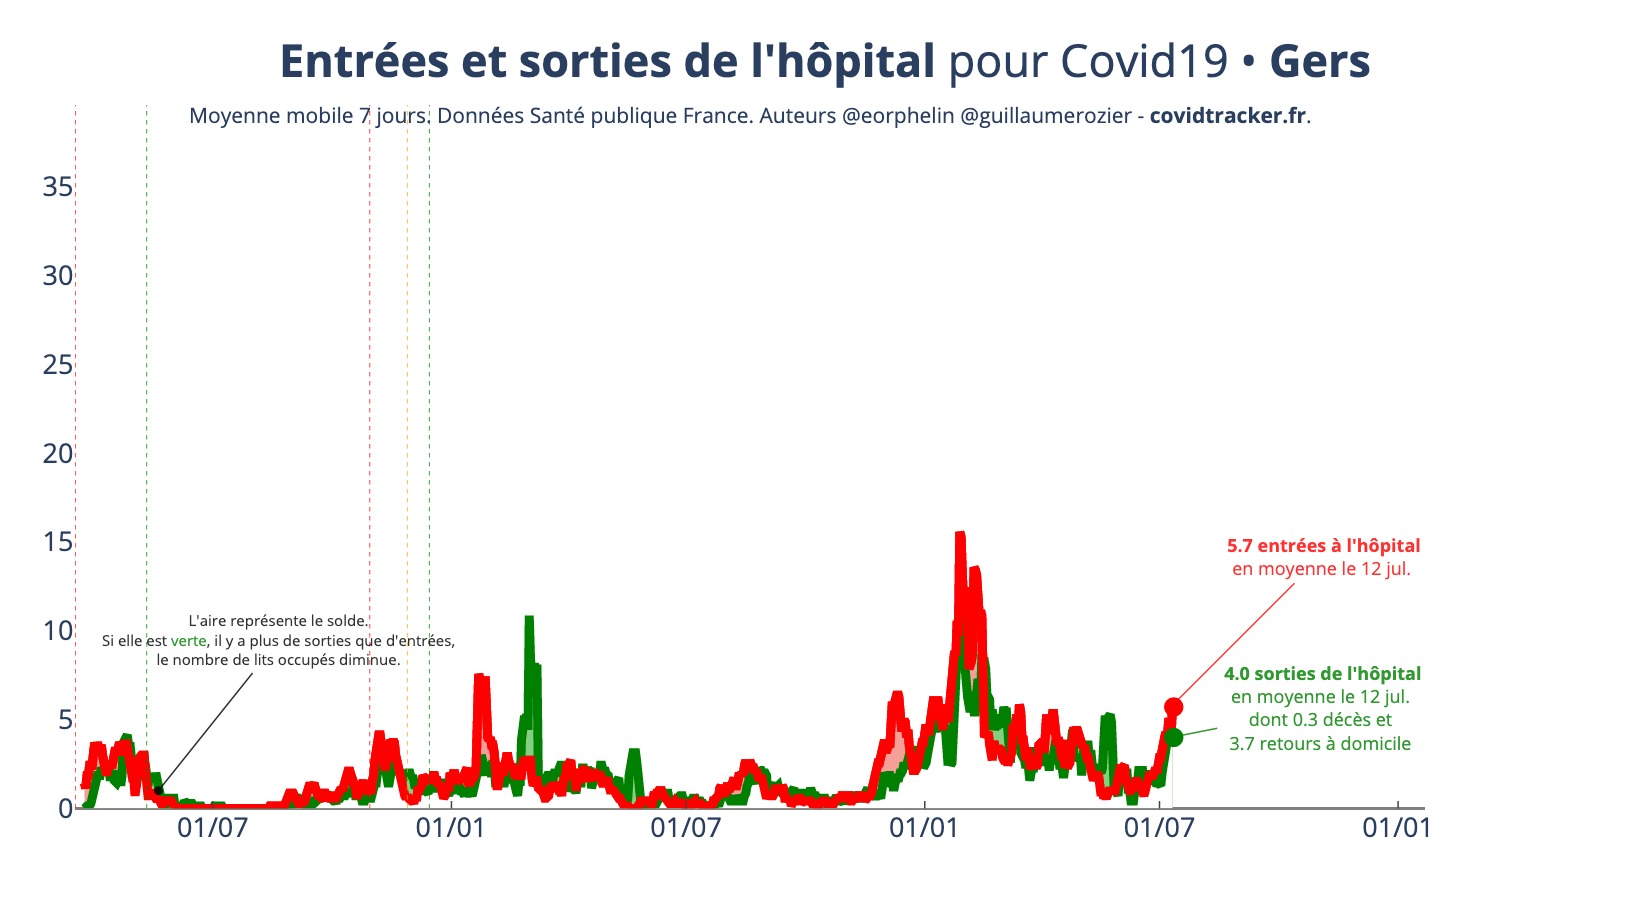 Entrées et sorties de l'hôpital pour Covid19 • Gers
Moyenne mobile 7 jours. Données Santé publique France. Auteurs @eorphelin @guillaumerozier - covidtracker.fr.
35
30
25
20
15
10
5
0
L'aire représente le solde.
Si elle est verte, il y a plus de sorties que d'entrées,
le nombre de lits occupés diminue.
5.7 entrées à l'hôpital
en moyenne le 12 jul.
4.0 sorties de l'hôpital
en moyenne le 12 jul.
dont 0.3 décès et
3.7 retours à domicile
01/07 01/01 01/07 01/01 01/07 01/01